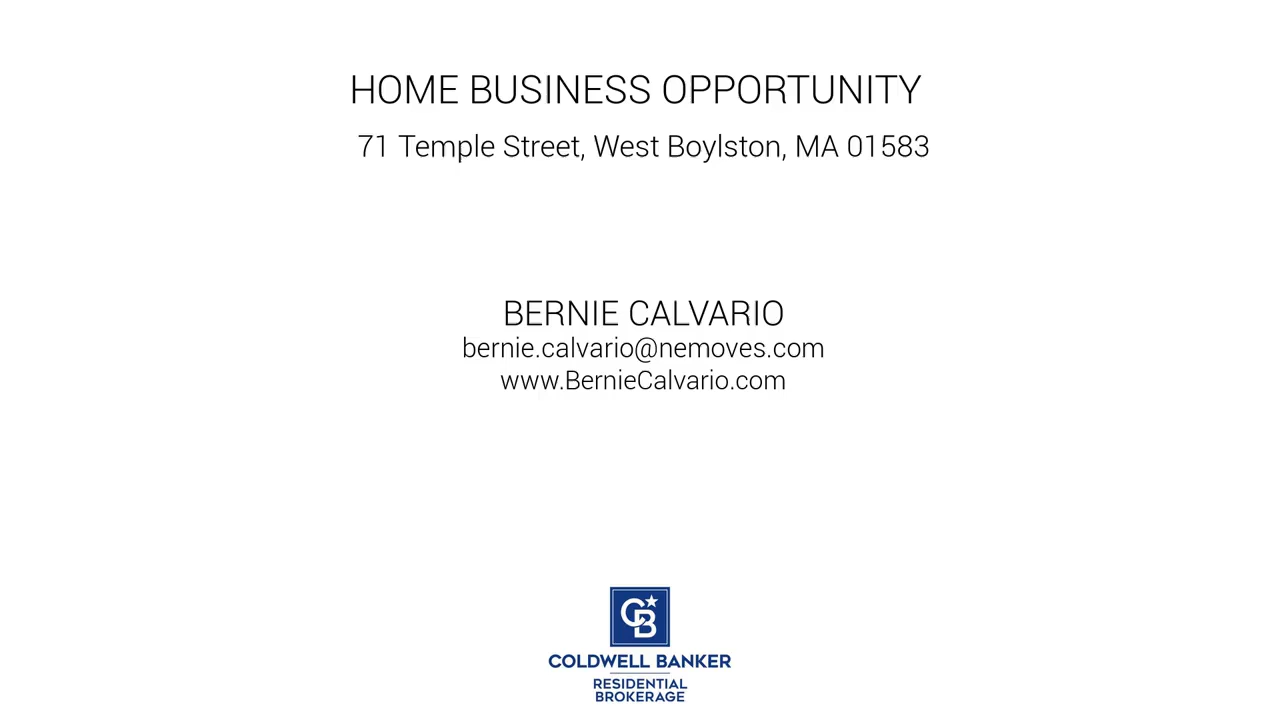 HOME BUSINESS OPPORTUNITY
71 Temple Street, West Boylston, MA 01583
BERNIE CALVARIO
bernie.calvario@nemoves.com
www.BernieCalvario.com
CB
COLDWELL BANKER
RESIDENTIAL
BROKERAGE